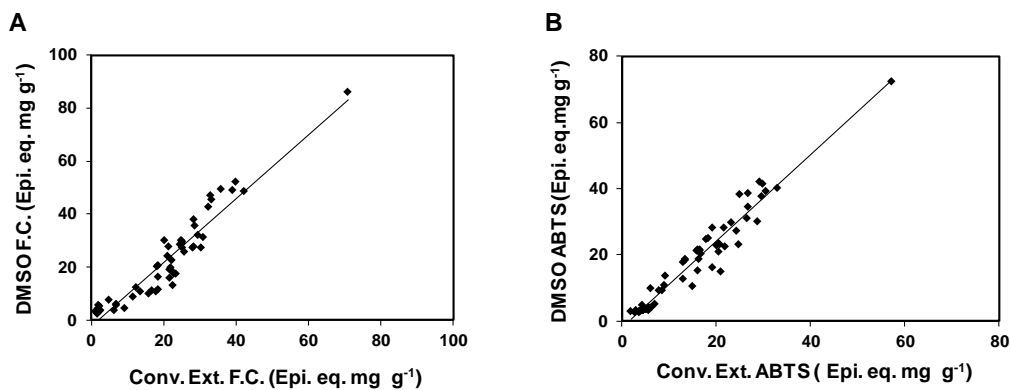 A
B
DMSO F.C. (Epi. eq. mg g-1)
100
80
60
40
20
0
0 20 40 60 80 100
Conv. Ext. F.C. (Epi. eq. mg g-1)
DMSO ABTS (Epi. eq.mg g-1)
80
60
40
20
0
0 20 40 60 80
Conv. Ext. ABTS ( Epi. eq. mg g-1)